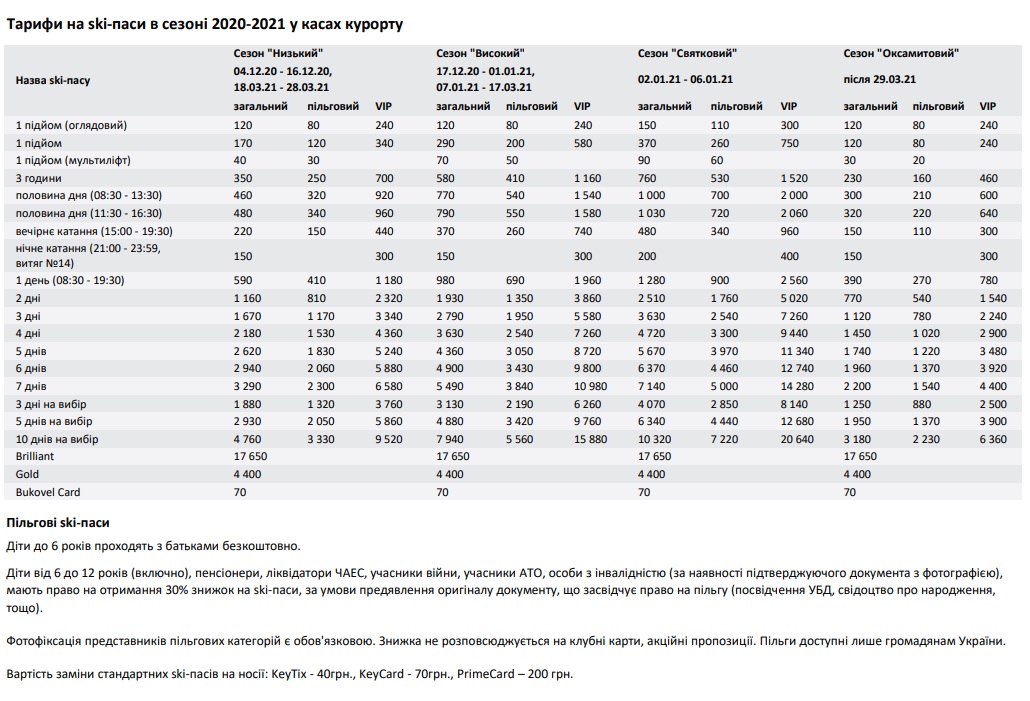 Тарифи на ski-паси в сезоні 2020-2021 у касах курорту
Сезон "Низький" Сезон "Високий" Сезон "Святковий" Сезон "Оксамитовий"
Назва ski-пасу 04.12.20 - 16.12.20, 18.03.21 - 28.03.21 17.12.20 - 01.01.21, 07.01.21 - 17.03.21 02.01.21 - 06.01.21 після 29.03.21
загальний пільговий VIP загальний пільговий VIP загальний пільговий VIP загальний пільговий VIP
1 підйом (оглядовий) 120 80 240 120 80 240 150 110 300 120 80 240
1 підйом 170 120 340 290 200 580 370 260 750 120 80 240
1 підйом (мультиліфт) 40 30 70 50 90 60 30 20
3 години 350 250 700 580 410 1 160 760 530 1 520 230 160 460
половина дня (08:30 - 13:30) 460 320 920 770 540 1 540 1 000 700 2 000 300 210 600
половина дня (11:30 - 16:30) 480 340 960 790 550 1 580 1 030 720 2 060 320 220 640
вечірнє катання (15:00 - 19:30) 220 150 440 370 260 740 480 340 960 150 110 300
нічне катання (21:00 - 23:59,
витяг №14) 150 300 150 300 200 400 150 300
1 день (08:30 - 19:30) 590 410 1 180 980 690 1 960 1 280 900 2 560 390 270 780
2 дні 1 160 810 2 320 1 930 1 350 3 860 2 510 1 760 5 020 770 540 1 540
3 дні 1 670 1 170 3 340 2 790 1 950 5 580 3 630 2 540 7 260 1 120 780 2 240
4 дні 2 180 1 530 4 360 3 630 2 540 7 260 4 720 3 300 9 440 1 450 1 020 2 900
5 днів 2 620 1 830 5 240 4 360 3 050 8 720 5 670 3 970 11 340 1 740 1 220 3 480
6 днів 2 940 2 060 5 880 4 900 3 430 9 800 6 370 4 460 12 740 1 960 1 370 3 920
7 днів 3 290 2 300 6 580 5 490 3 840 10 980 7 140 5 000 14 280 2 200 1 540 4 400
3 дні на вибір 1 880 1 320 3 760 3 130 2 190 6 260 4 070 2 850 8 140 1 250 880 2 500
5 днів на вибір 2 930 2 050 5 860 4 880 3 420 9 760 6 340 4 440 12 680 1 950 1 370 3 900
10 днів на вибір 4 760 3 330 9 520 7 940 5 560 15 880 10 320 7 220 20 640 3 180 2 230 6 360
Brilliant 17 650 17 650 17 650 17 650
Gold 4 400 4 400 4 400 4 400
Bukovel Card 70 70 70 70
Пільгові ski-паси
Діти до 6 років проходять з батьками безкоштовно.
Діти від 6 до 12 років (включно), пенсіонери, ліквідатори ЧАЕС, учасники війни, учасники АТО, особи з інвалідністю (за наявності підтверджуючого документа з фотографією),
мають право на отримання 30% знижок на ski-паси, за умови предявлення оригіналу документу, що засвідчує право на пільгу (посвідчення УБД, свідоцтво про народження,
тощо).
Фотофіксація представників пільгових категорій є обов'язковою. Знижка не розповсюджується на клубні карти, акційні пропозиції. Пільги доступні лише громадянам України.
Вартість заміни стандартних ski-пасів на носії: KeyTix - 40грн., KeyCard - 70грн., PrimeCard – 200 грн.